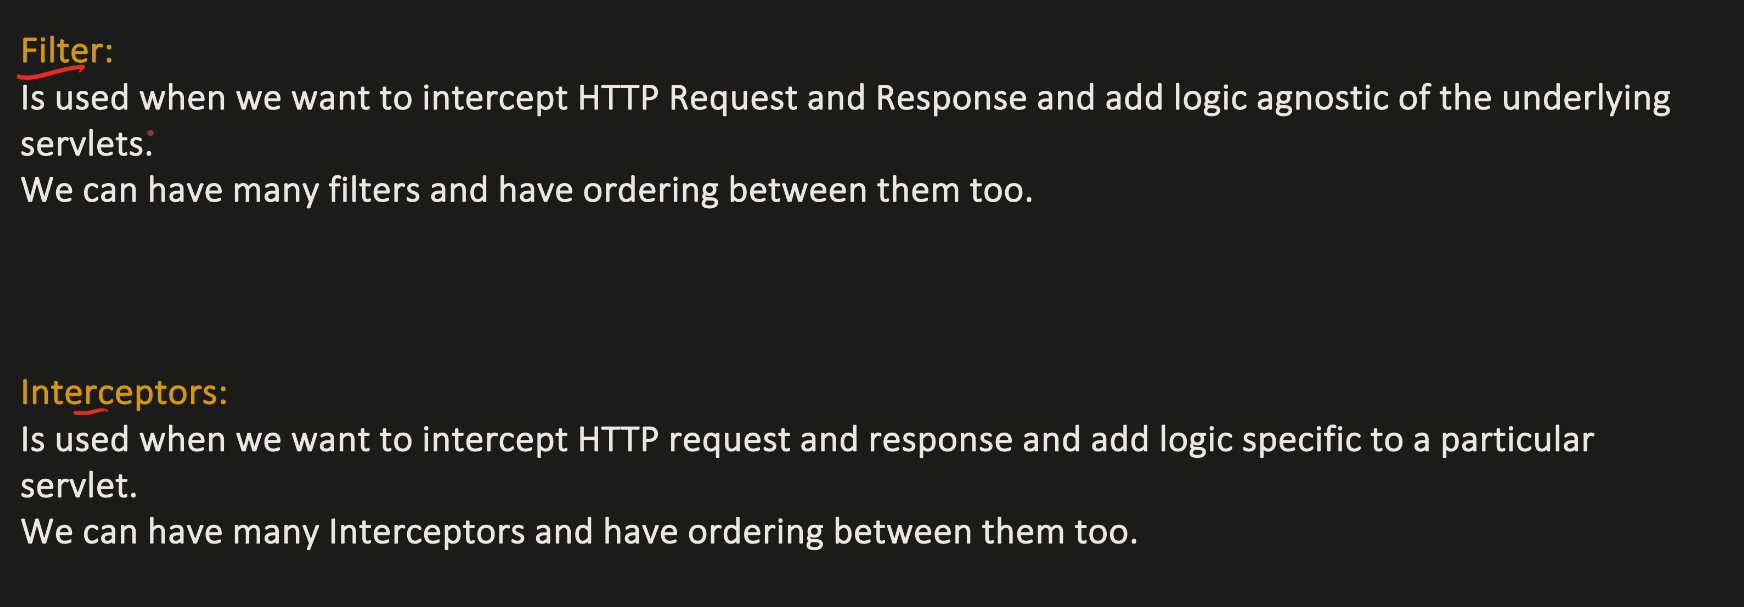 Filter:
Is used when we want to intercept HTTP Request and Response and add logic agnostic of the underlying
servlets.
We can have many filters and have ordering between them too.
Interceptors:
Is used when we want to intercept HTTP request and response and add logic specific to a particular
servlet.
We can have many Interceptors and have ordering between them too.